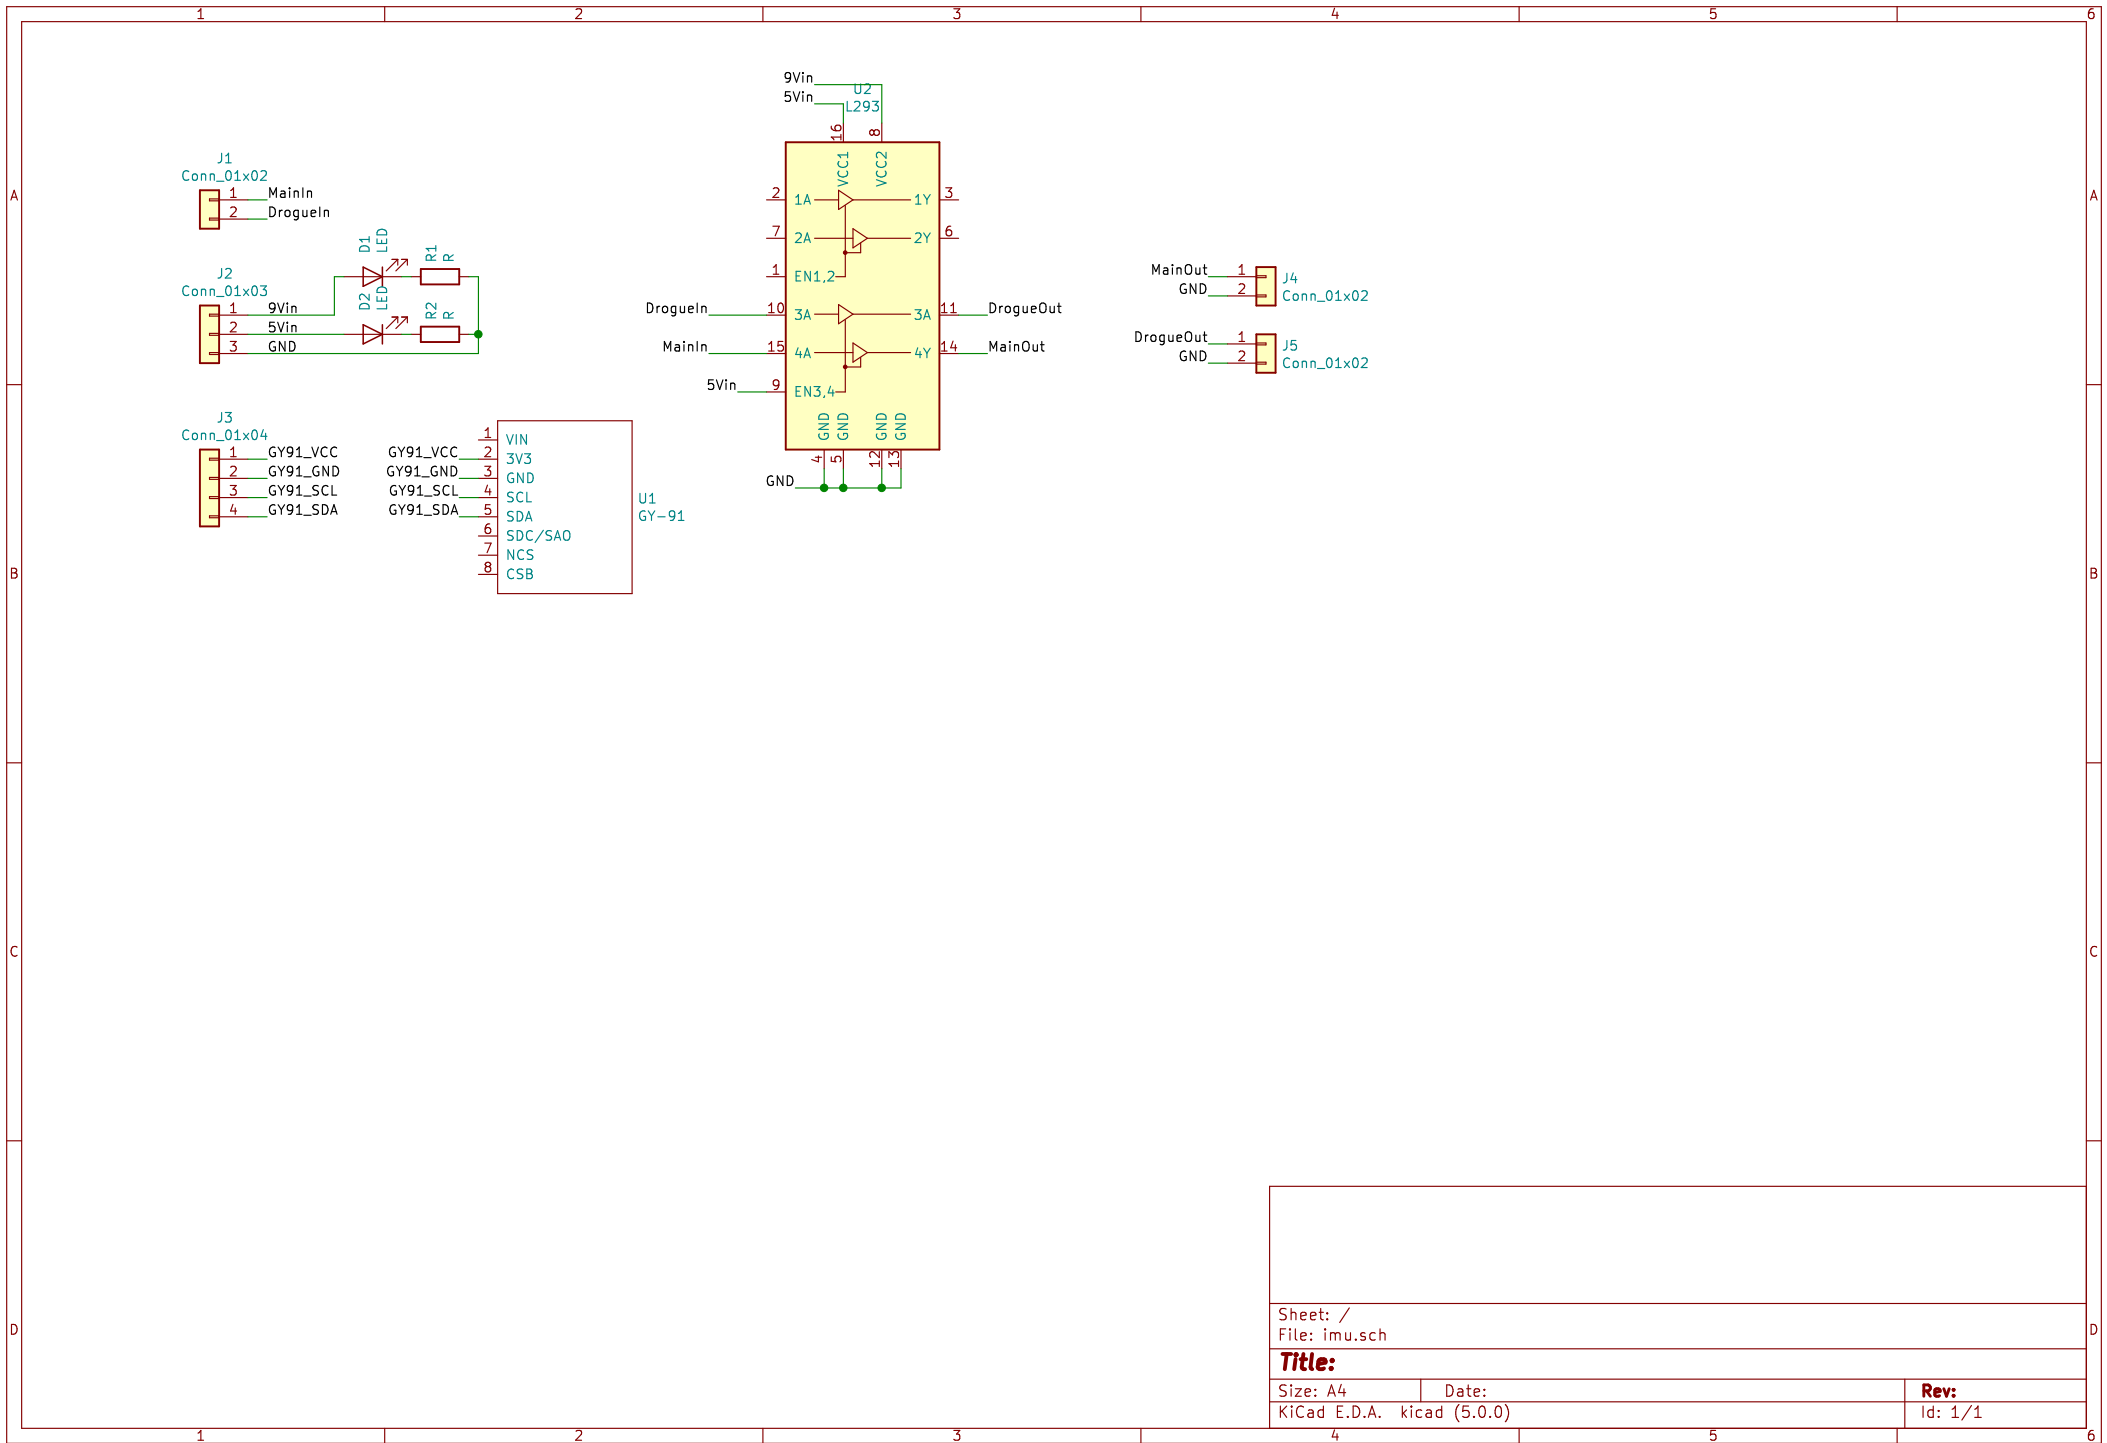 1 2 3 4 5 6
A A
B B
C C
D D
J1
Conn_01x02
1 MainIn
2 DrogueIn
J2
Conn_01x03
1 9Vin
2 5Vin
3 GND
D1
LED
R1
R
D2
LED
R2
R
J3
Conn_01x04
1 GY91_VCC
2 GY91_GND
3 GY91_SCL
4 GY91_SDA
GY91_VCC
GY91_GND
GY91_SCL
GY91_SDA
1 VIN
2 3V3
3 GND
4 SCL
5 SDA
6 SDC/SAO
7 NCS
8 CSB
U1
GY-91
9Vin
5Vin
U2
L293
16 8
VCC1 VCC2
2 1A 1Y 3
7 2A 2Y 6
1 EN1,2
DrogueIn 10 3A 3A 11 DrogueOut
MainIn 15 4A 4Y 14 MainOut
5Vin 9 EN3,4
GND GND GND GND
4 5 12 13
GND
MainOut 1
GND 2
J4
Conn_01x02
DrogueOut 1
GND 2
J5
Conn_01x02
Sheet: /
File: imu.sch
Title:
Size: A4 Date: Rev:
KiCad E.D.A. kicad (5.0.0) Id: 1/1
1 2 3 4 5 6